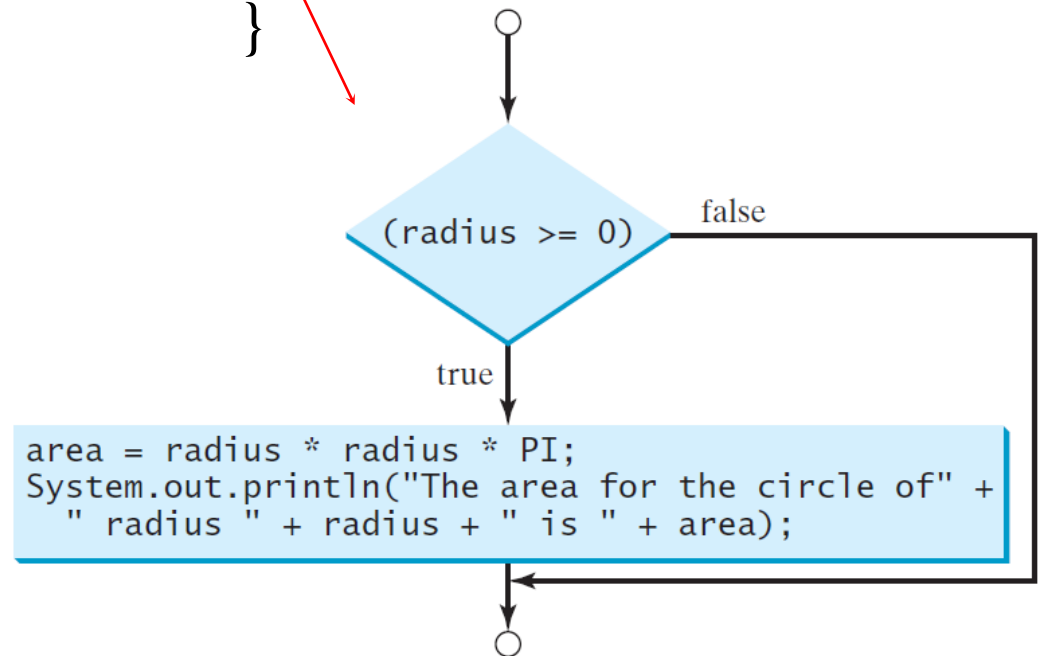 }
(radius >= 0)
false
true
area = radius * radius * PI;
System.out.println("The area for the circle of" +
" radius " + radius + " is " + area);